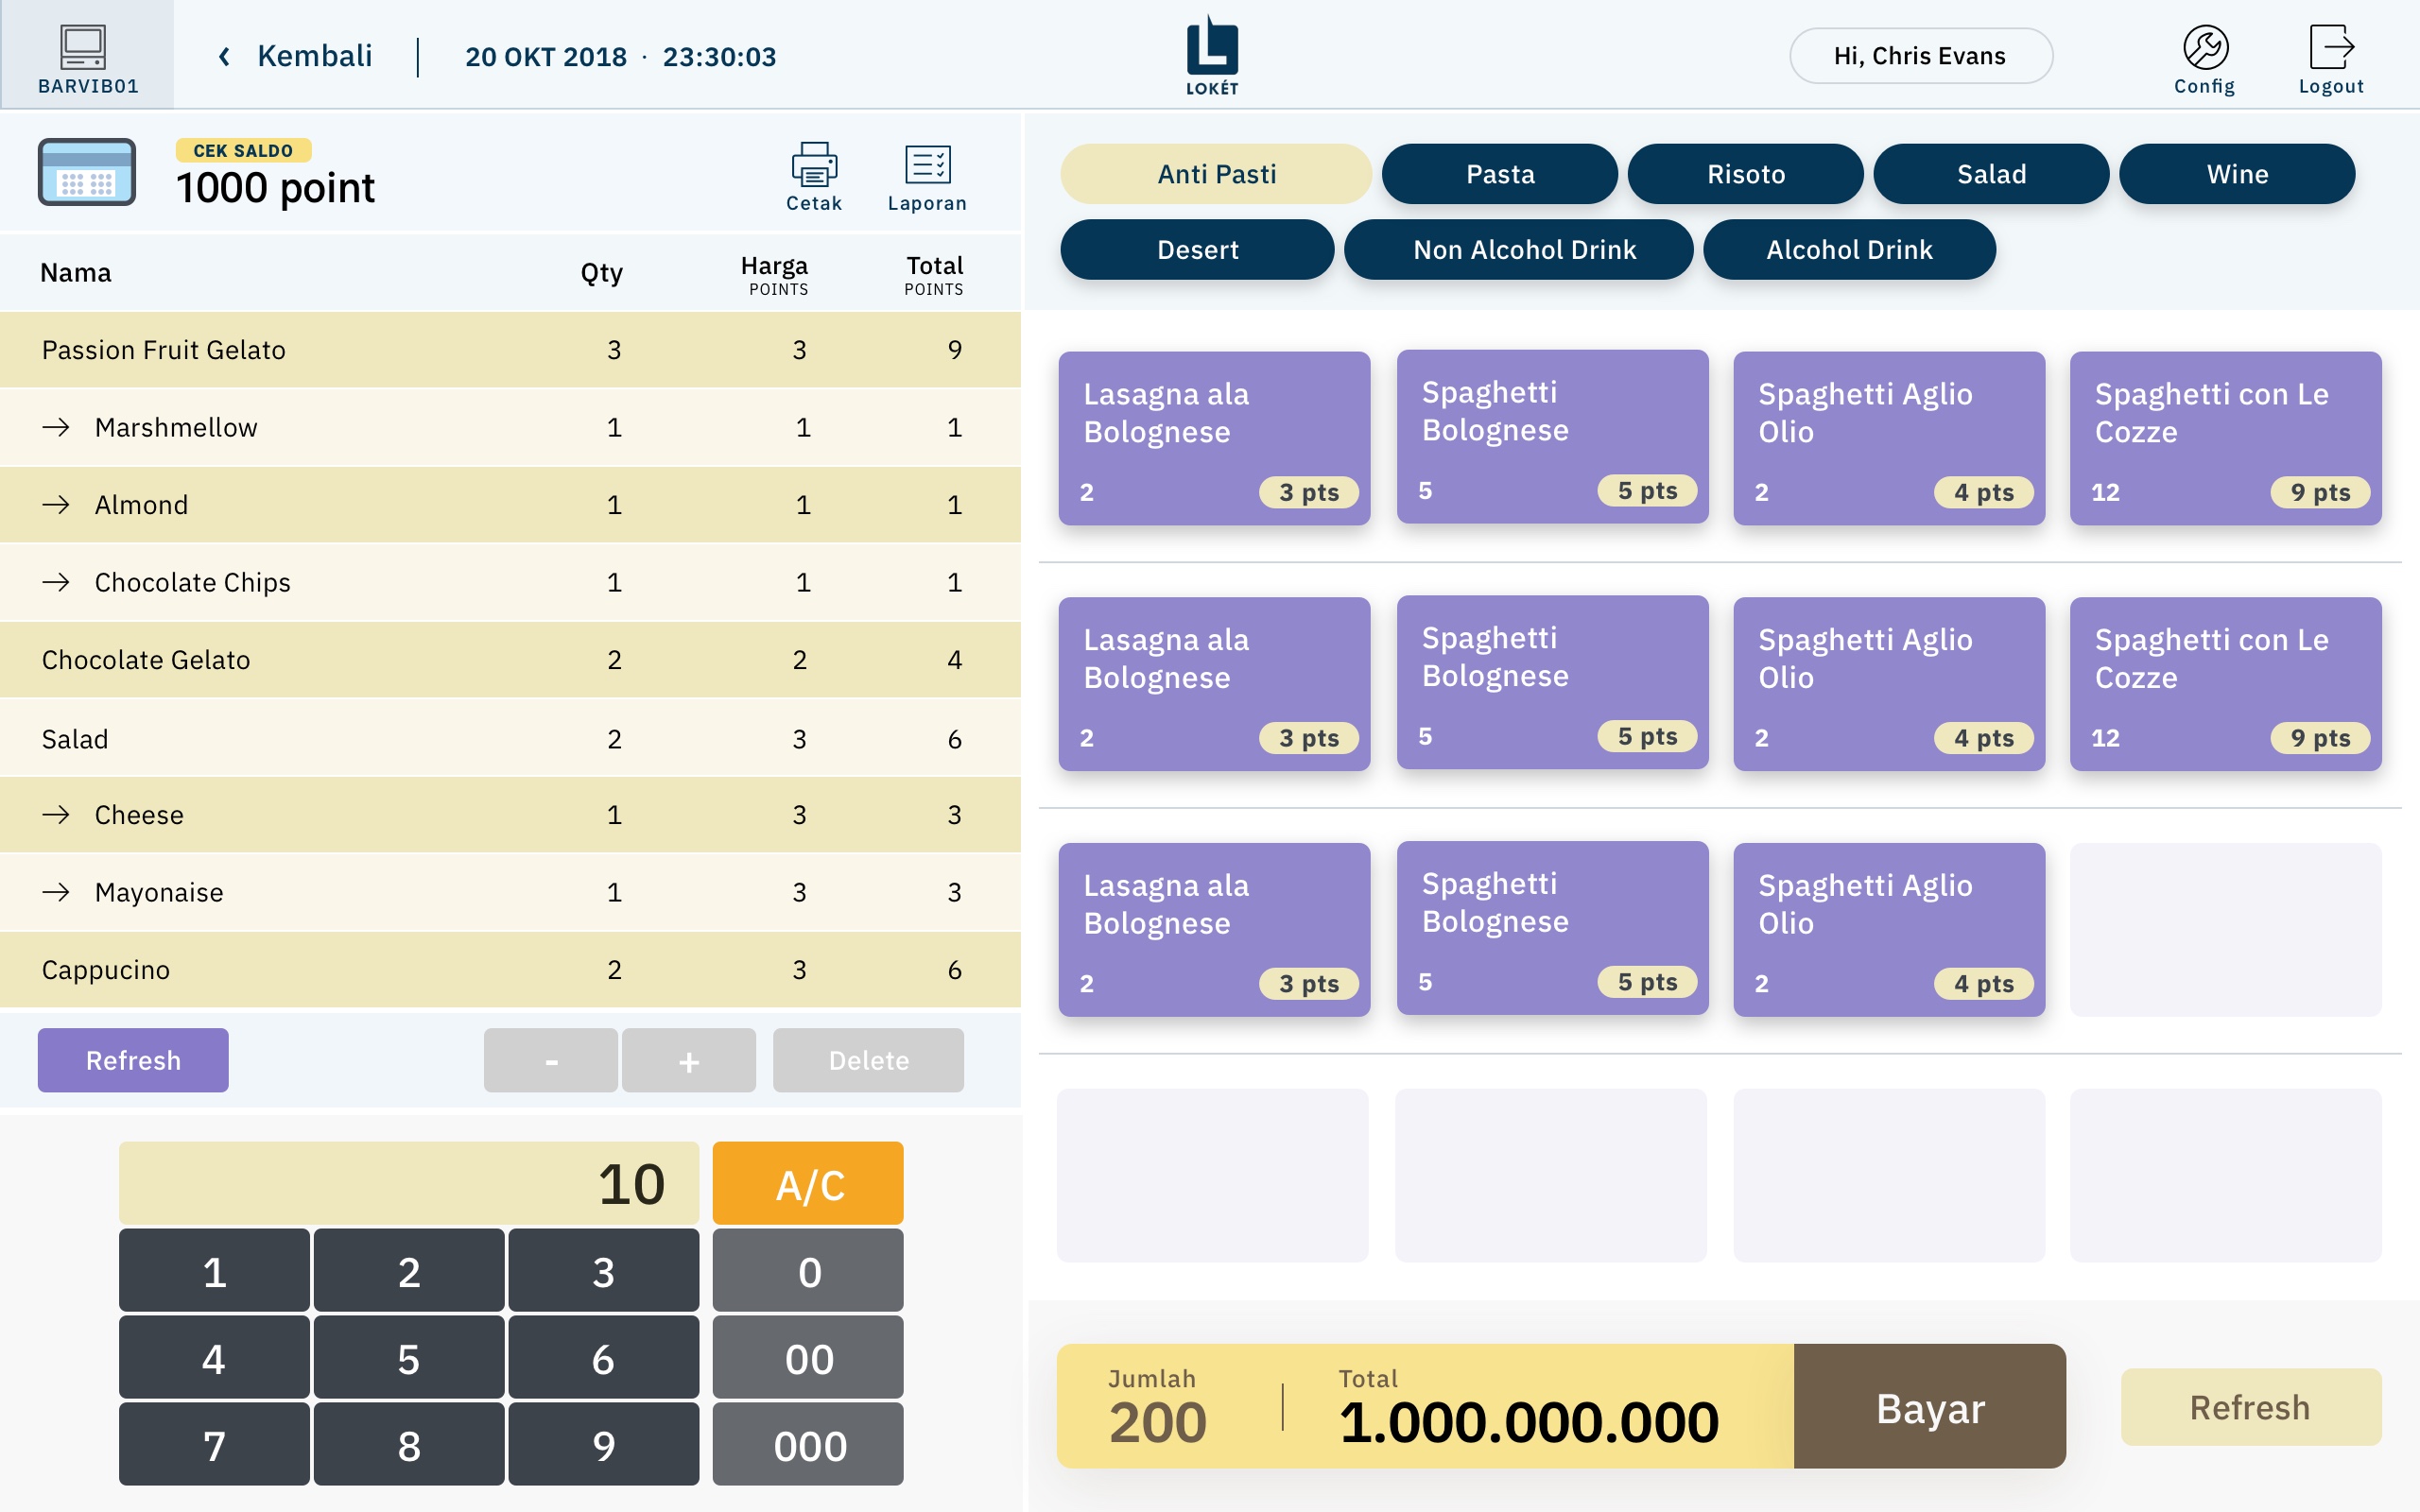 BARVIB01
‹ Kembali
20 OKT 2018 · 23:30:03
LOKÉT
Hi, Chris Evans
Config
Logout
CEK SALDO
1000 point
Cetak
Laporan
Anti Pasti
Pasta
Risoto
Salad
Wine
Desert
Non Alcohol Drink
Alcohol Drink
Nama Qty Harga Total
POINTS POINTS
Passion Fruit Gelato 3 3 9
→ Marshmellow 1 1 1
→ Almond 1 1 1
→ Chocolate Chips 1 1 1
Chocolate Gelato 2 2 4
Salad 2 3 6
→ Cheese 1 3 3
→ Mayonaise 1 3 3
Cappucino 2 3 6
Refresh
-
+
Delete
10
A/C
1 2 3 0
4 5 6 00
7 8 9 000
Lasagna ala
Bolognese
2 3 pts
Spaghetti
Bolognese
5 5 pts
Spaghetti Aglio
Olio
2 4 pts
Spaghetti con Le
Cozze
12 9 pts
Lasagna ala
Bolognese
2 3 pts
Spaghetti
Bolognese
5 5 pts
Spaghetti Aglio
Olio
2 4 pts
Spaghetti con Le
Cozze
12 9 pts
Lasagna ala
Bolognese
2 3 pts
Spaghetti
Bolognese
5 5 pts
Spaghetti Aglio
Olio
2 4 pts
Jumlah
200
Total
1.000.000.000
Bayar
Refresh